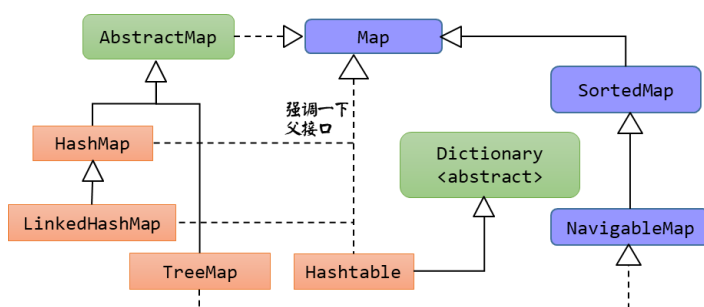 AbstractMap
Map
SortedMap
强调一下
父接口
HashMap
Dictionary
<abstract>
LinkedHashMap
NavigableMap
TreeMap
Hashtable